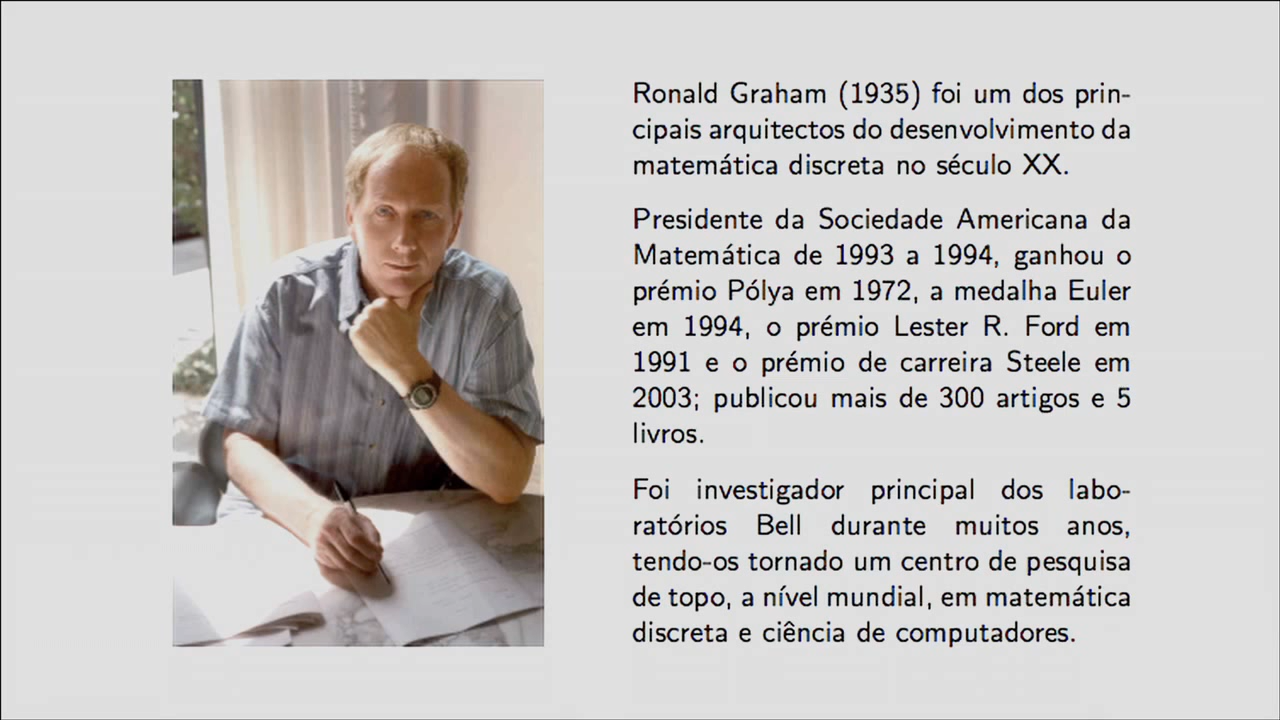 Ronald Graham (1935) foi um dos prin-
cipais arquitectos do desenvolvimento da
matemática discreta no século XX.
Presidente da Sociedade Americana da
Matemática de 1993 a 1994, ganhou o
prémio Pólya em 1972, a medalha Euler
em 1994, o prémio Lester R. Ford em
1991 e o prémio de carreira Steele em
2003; publicou mais de 300 artigos e 5
livros.
Foi investigador principal dos labo-
ratórios Bell durante muitos anos,
tendo-os tornado um centro de pesquisa
de topo, a nível mundial, em matemática
discreta e ciência de computadores.